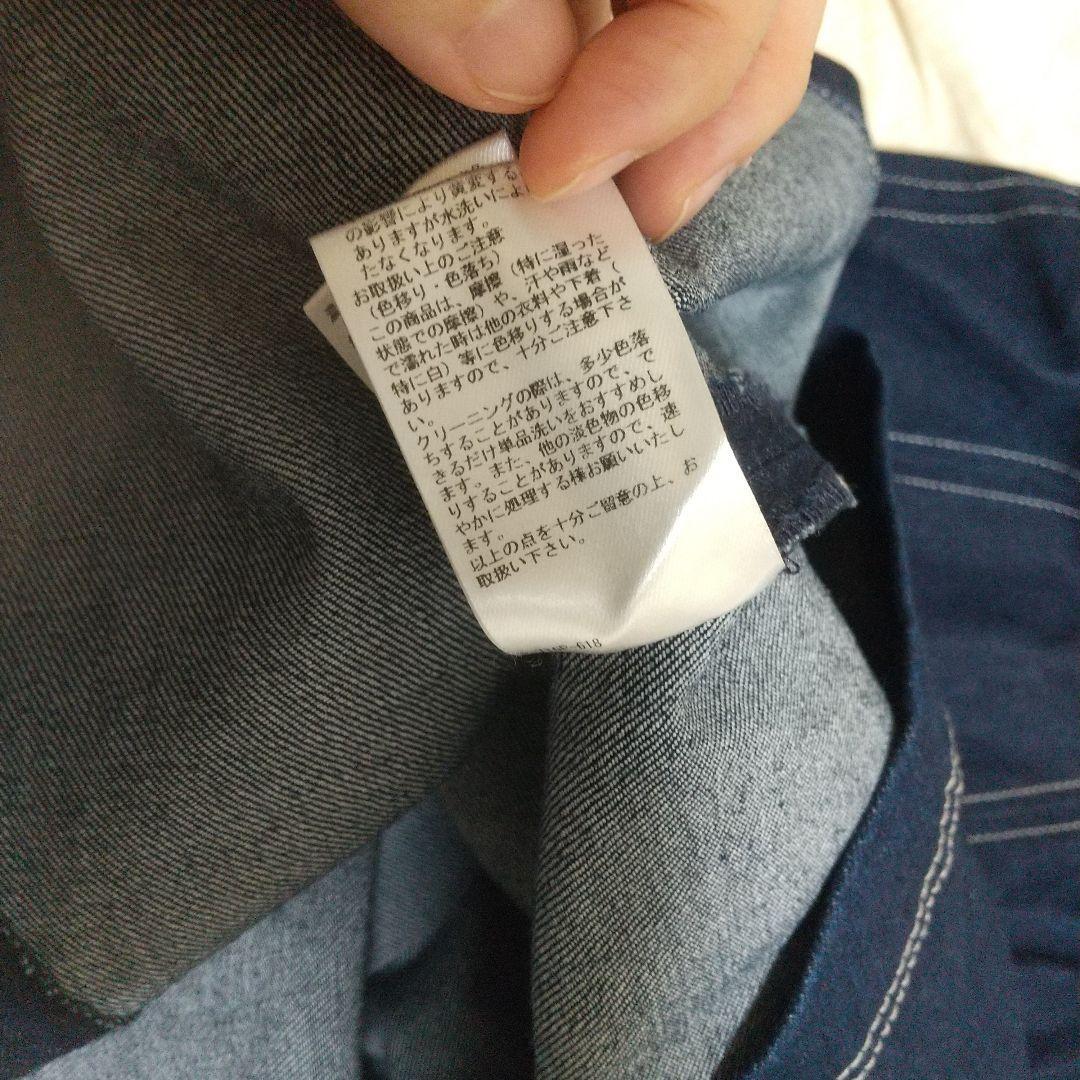 の影響により黄変する
ありますが水洗いによ
たなくなります。
お取扱い上のご注意
(色移り・色落ち)
この商品は、摩擦(特に湿った
状態での摩擦)や、汗や雨など
で濡れた時は他の衣料や下着(
特に白)等に色移りする場合が
ありますので、十分ご注意下さ
い。
クリーニングの際は、多少色落
ちすることがありますので、で
きるだけ単品洗いをおすすめし
ます。また、他の淡色物の色移
りすることがありますので、速
やかに処理する様お願いいたし
ます。
以上の点を十分ご留意の上、お
取扱い下さい。
618